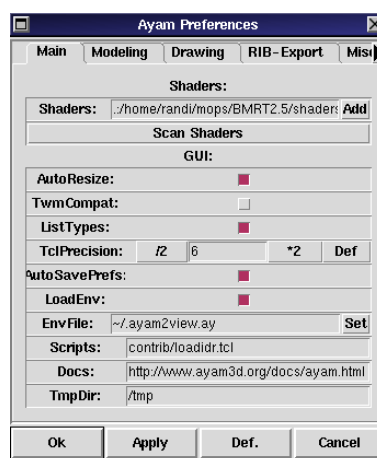 Ayam Preferences
Main Modeling Drawing RIB-Export
Shaders:
Shaders: .:/home/randi/mops/BMRT2.5/shaders Add
Scan Shaders
GUI:
AutoResize:
TwmCompat:
ListTypes:
TclPrecision: /2 6 *2 Def
AutoSavePrefs:
LoadEnv:
EnvFile: ~/.ayam2view.ay Set
Scripts: contrib/loadidr.tcl
Docs: http://www.ayam3d.org/docs/ayam.html
TmpDir: /tmp
Ok Apply Def. Cancel